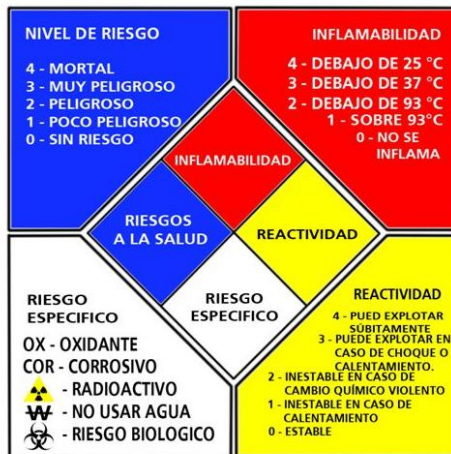 NIVEL DE RIESGO
4 - MORTAL
3 - MUY PELIGROSO
2 - PELIGROSO
1 - POCO PELIGROSO
0 - SIN RIESGO
INFLAMABILIDAD
4 - DEBAJO DE 25 °C
3 - DEBAJO DE 37 °C
2 - DEBAJO DE 93 °C
1 - SOBRE 93°C
0 - NO SE
INFLAMA
INFLAMABILIDAD
RIESGOS
A LA SALUD
REACTIVIDAD
RIESGO
ESPECIFICO
RIESGO
ESPECIFICO
OX - OXIDANTE
COR - CORROSIVO
- RADIOACTIVO
W - NO USAR AGUA
- RIESGO BIOLOGICO
REACTIVIDAD
4 - PUED EXPLOTAR
SÚBITAMENTE
3 - PUEDE EXPLOTAR EN
CASO DE CHOQUE O
CALENTAMIENTO.
2 - INESTABLE EN CASO DE
CAMBIO QUÍMICO VIOLENTO
1 - INESTABLE EN CASO DE
CALENTAMIENTO
0 - ESTABLE